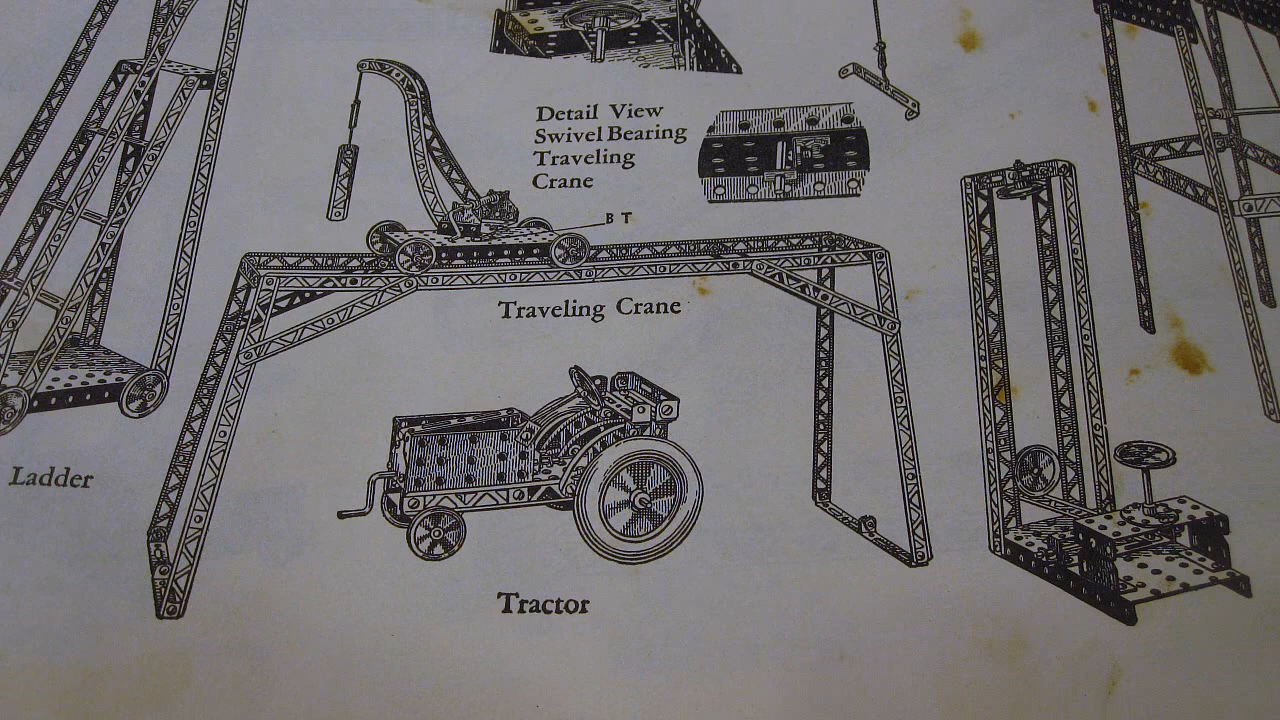 Detail View
Swivel Bearing
Traveling
Crane
B T
Traveling Crane
Ladder
Tractor